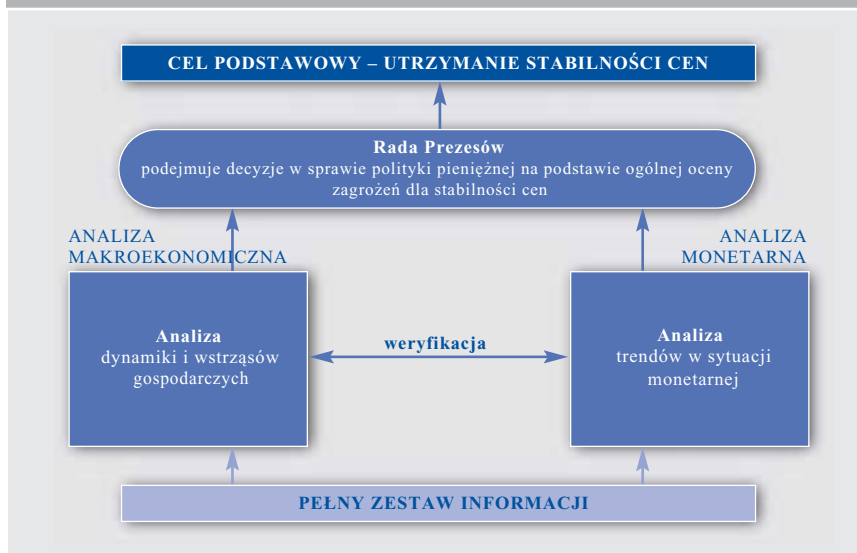 CEL PODSTAWOWY – UTRZYMANIE STABILNOŚCI CEN
Rada Prezesów
podejmuje decyzje w sprawie polityki pieniężnej na podstawie ogólnej oceny
zagrożeń dla stabilności cen
ANALIZA
MAKROEKONOMICZNA
ANALIZA
MONETARNA
Analiza
dynamiki i wstrząsów
gospodarczych
weryfikacja
Analiza
trendów w sytuacji
monetarnej
PEŁNY ZESTAW INFORMACJI